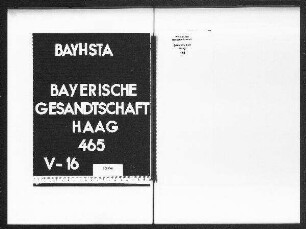 BAYHSTA
BAYERISCHE
GESANDTSCHAFT
HAAG
465
V-16